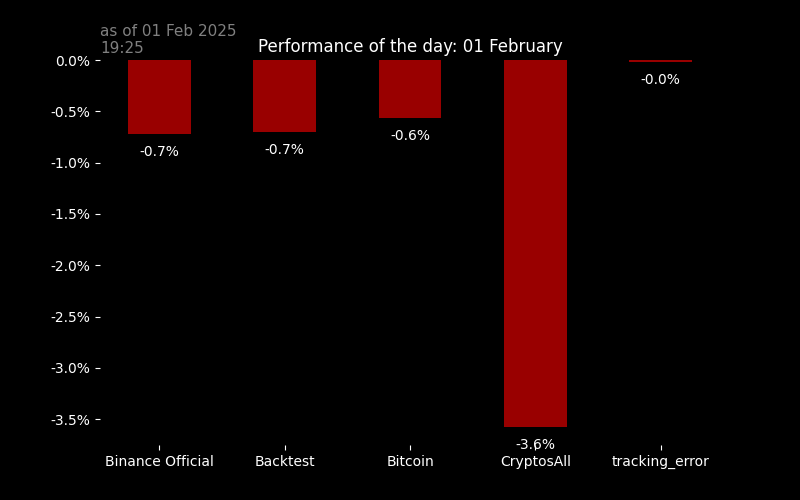 as of 01 Feb 2025
19:25
Performance of the day: 01 February
0.0%
-0.5%
-1.0%
-1.5%
-2.0%
-2.5%
-3.0%
-3.5%
-0.7%
-0.7%
-0.6%
-3.6%
-0.0%
Binance Official
Backtest
Bitcoin
CryptosAll
tracking_error